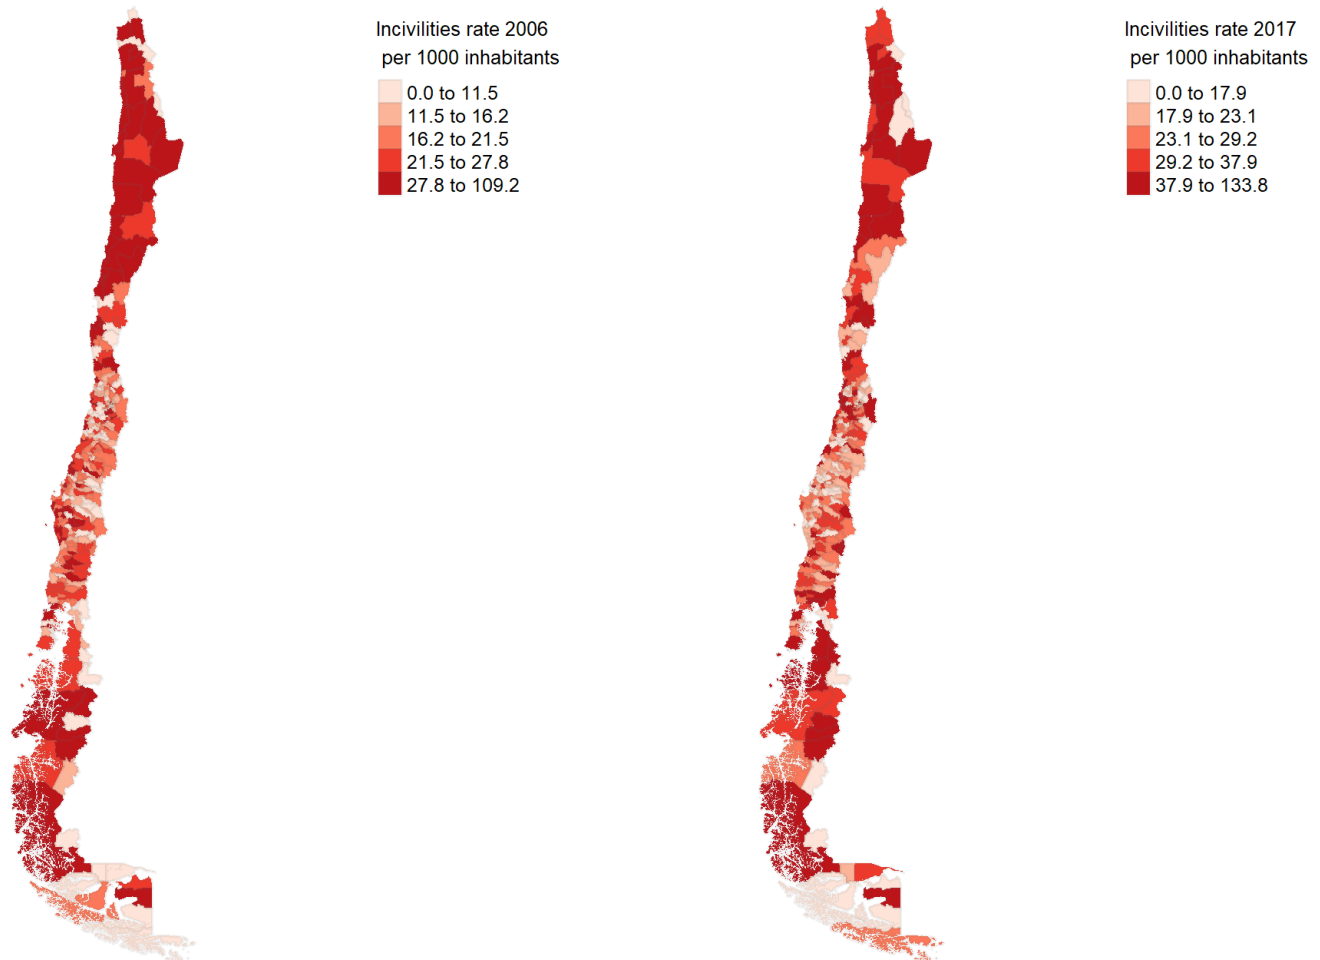 Incivilities rate 2006
per 1000 inhabitants
0.0 to 11.5
11.5 to 16.2
16.2 to 21.5
21.5 to 27.8
27.8 to 109.2
Incivilities rate 2017
per 1000 inhabitants
0.0 to 17.9
17.9 to 23.1
23.1 to 29.2
29.2 to 37.9
37.9 to 133.8